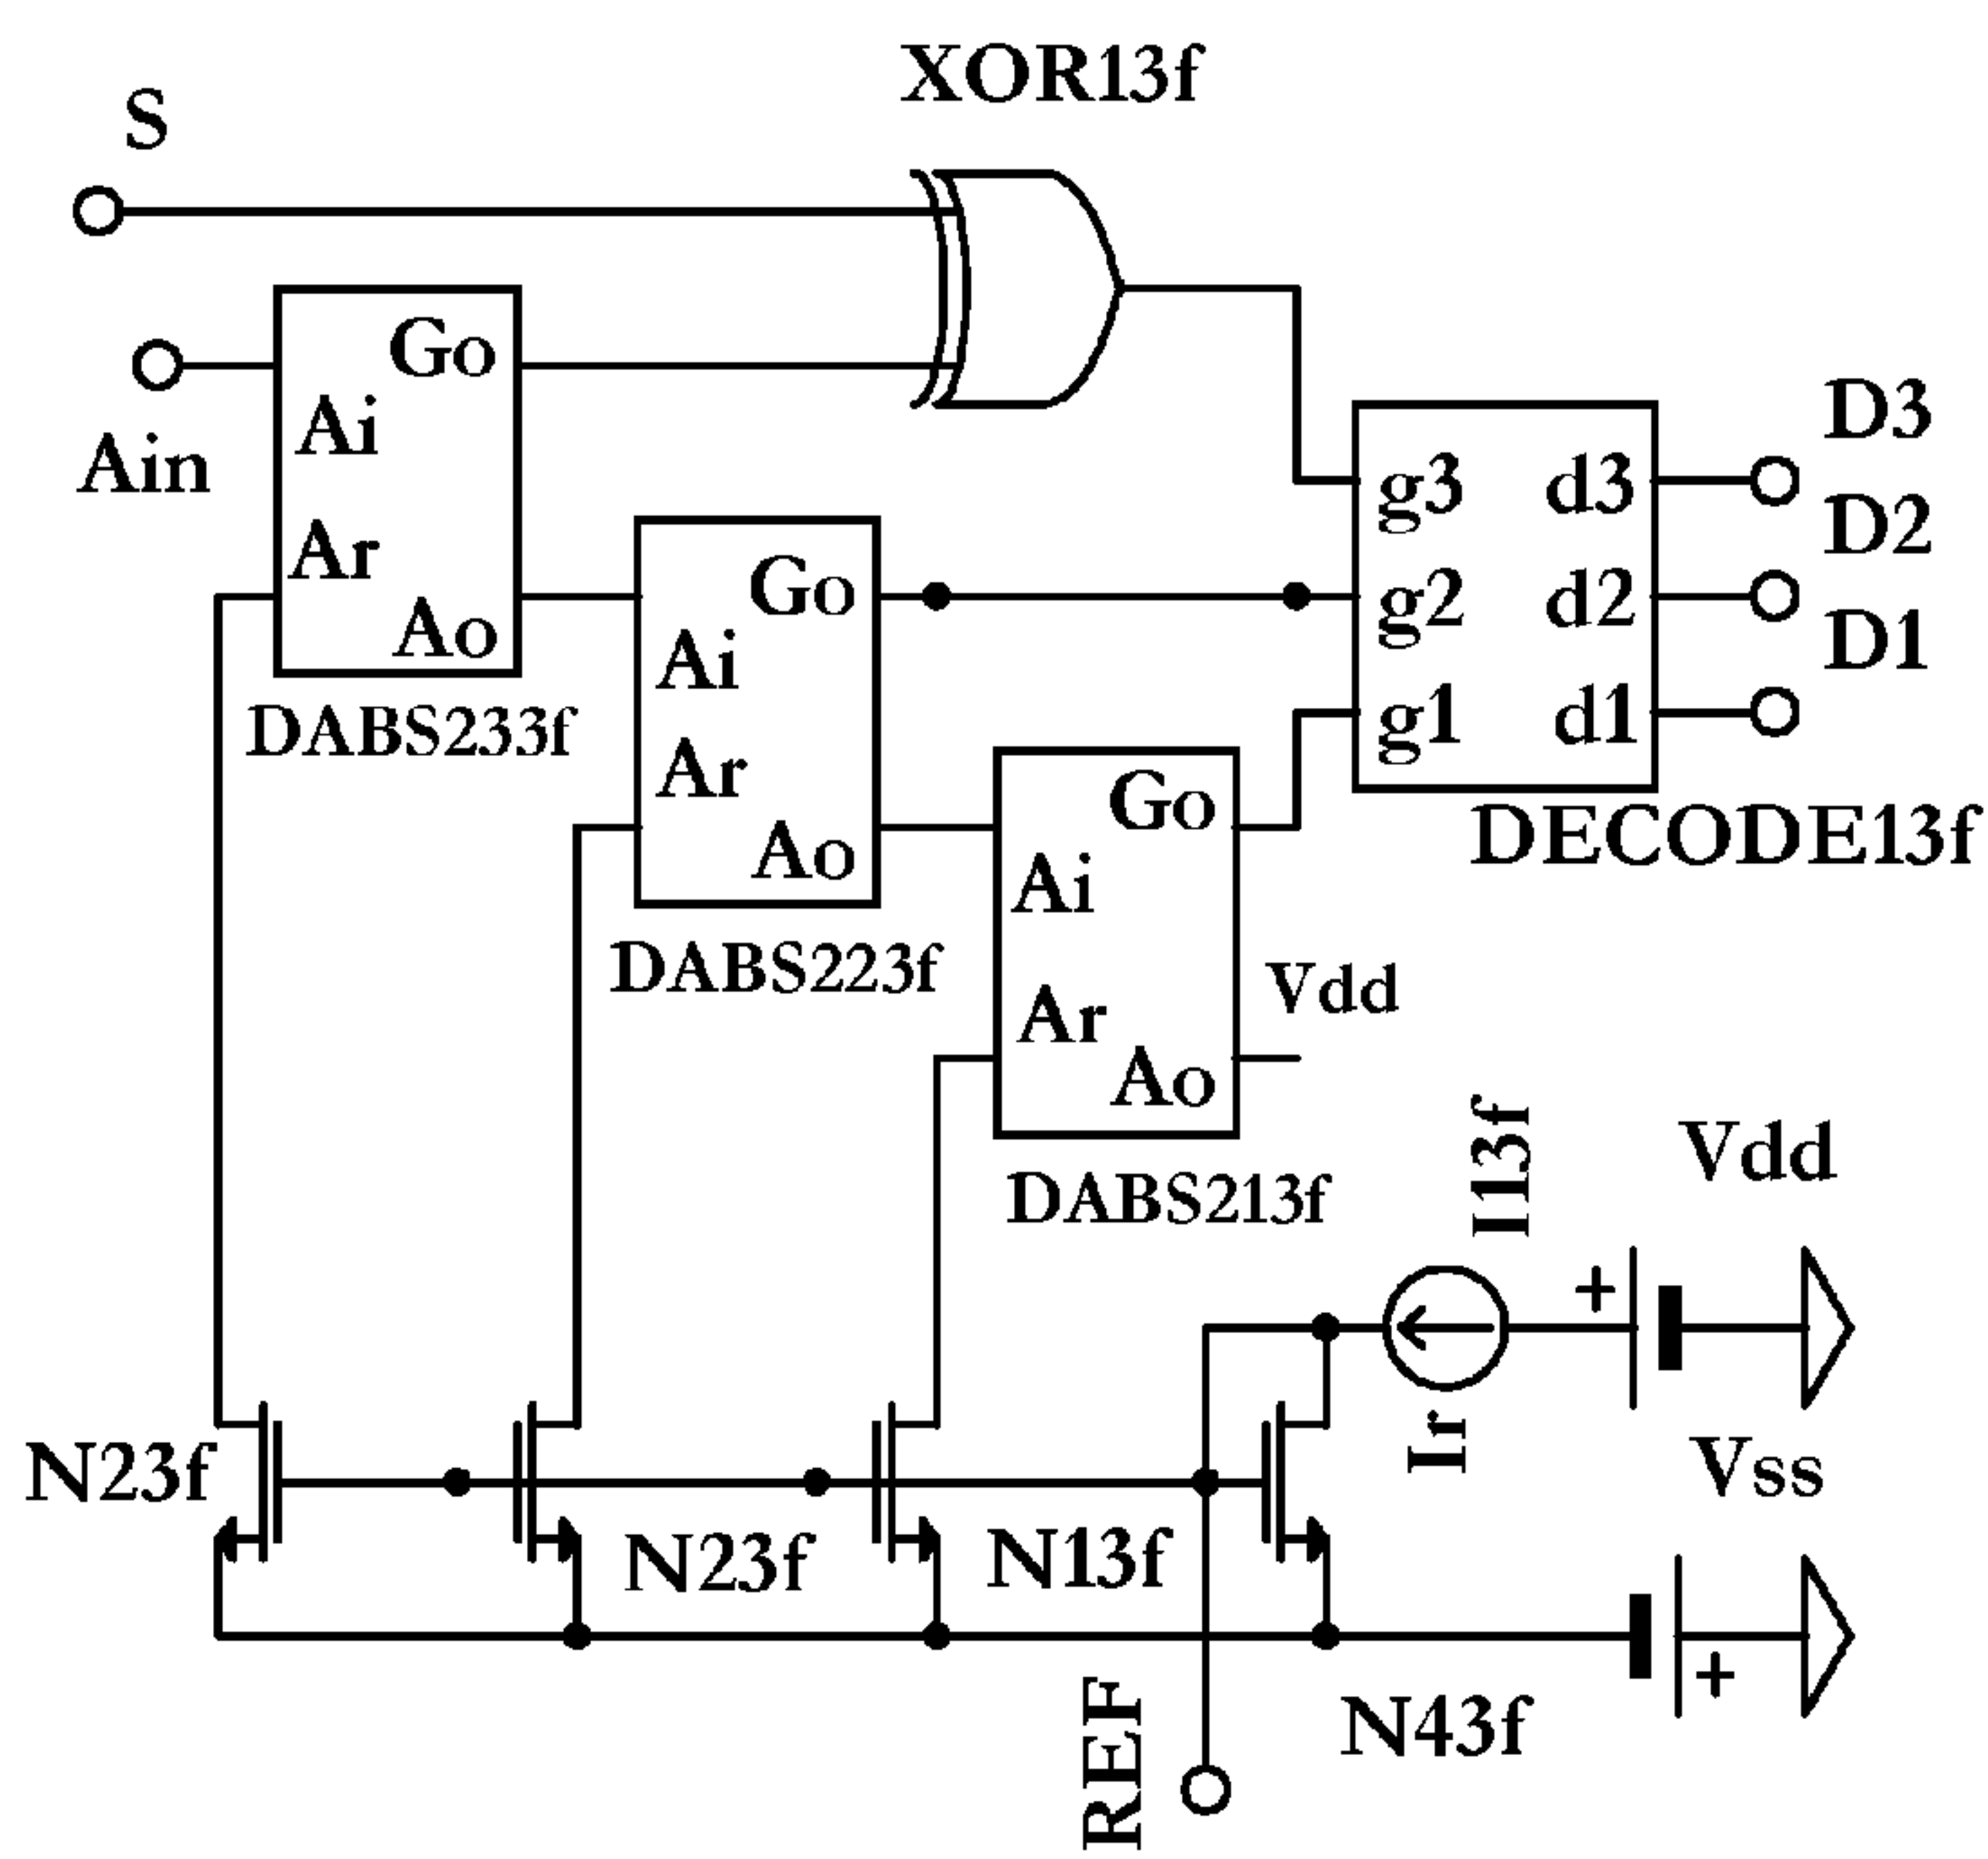 XOR13f
S
Go
Ai
Ain
Ar
Ao
DABS233f
D3
g3 d3
D2
Go
g2 d2
Ai
D1
g1 d1
Ar
Ao
DABS223f
DECODE13f
Go
Ai
Vdd
Ar
Ao
DABS213f
I13f
Vdd
+
Ir
Vss
N23f
N23f
N13f
+
N43f
REF